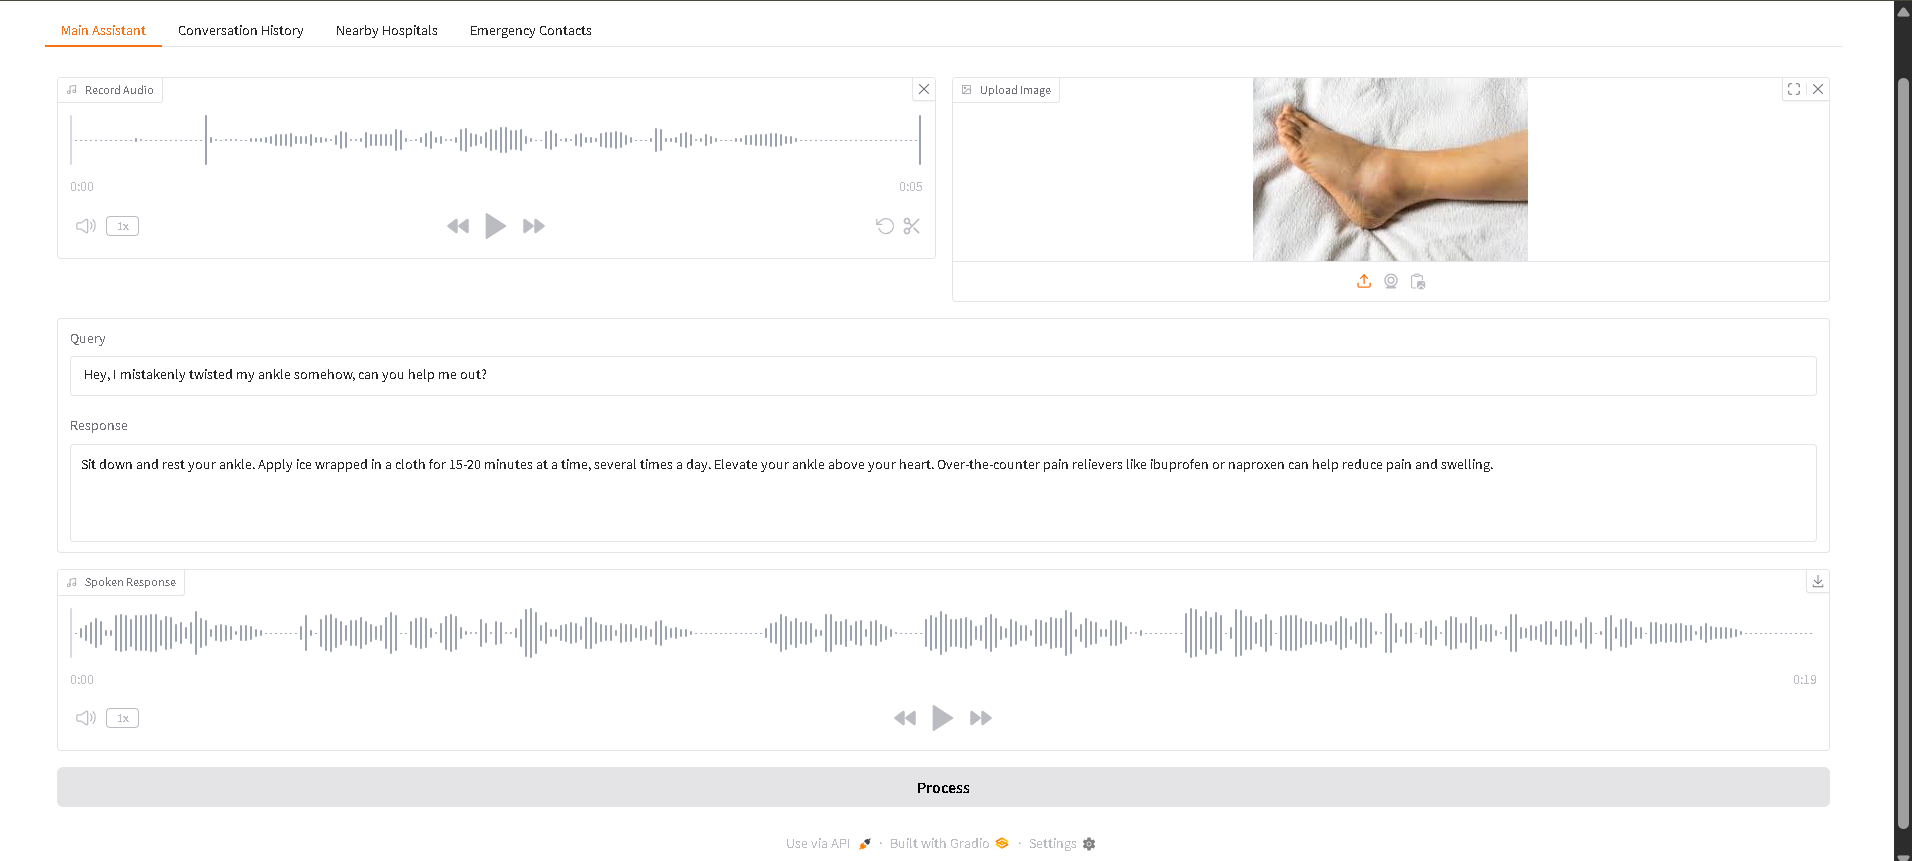 Main Assistant Conversation History Nearby Hospitals Emergency Contacts
Record Audio
Upload Image
0:00 0:05
1x
Query
Hey, I mistakenly twisted my ankle somehow, can you help me out?
Response
Sit down and rest your ankle. Apply ice wrapped in a cloth for 15-20 minutes at a time, several times a day. Elevate your ankle above your heart. Over-the-counter pain relievers like ibuprofen or naproxen can help reduce pain and swelling.
Spoken Response
0:00 0:19
1x
Process
Use via API · Built with Gradio · Settings